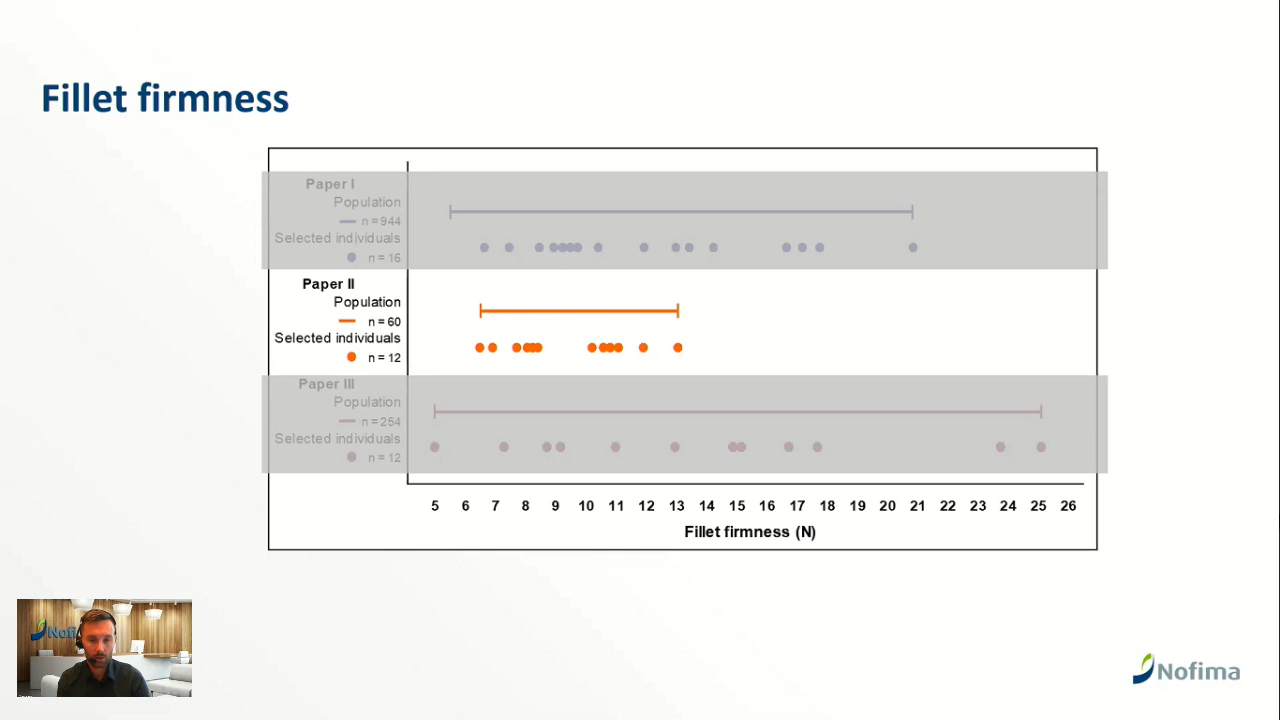 Fillet firmness
Paper I
Population
n = 944
Selected individuals
n = 16
Paper II
Population
n = 60
Selected individuals
n = 12
Paper III
Population
n = 254
Selected individuals
n = 12
5 6 7 8 9 10 11 12 13 14 15 16 17 18 19 20 21 22 23 24 25 26
Fillet firmness (N)
Nofima